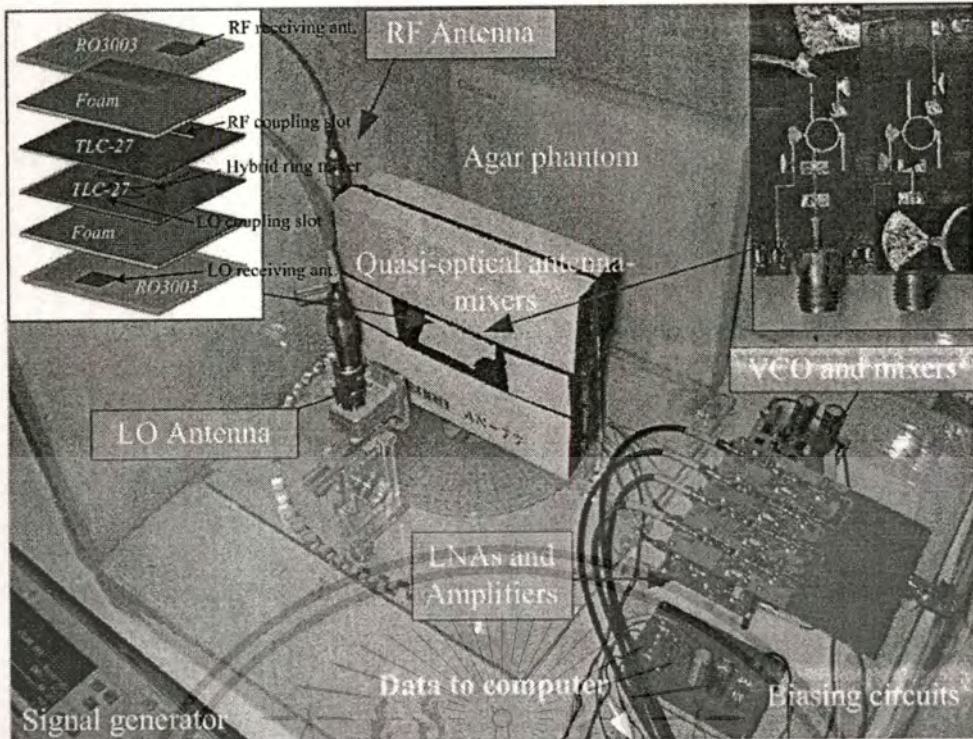 RO3003
RF receiving ant.
Foam
RF coupling slot
TLC-27
Hybrid ring mixer
TLC-27
LO coupling slot
Foam
LO receiving ant.
RO3003
RF Antenna
Agar phantom
Quasi-optical antenna-
mixers
VCO and mixers
LO Antenna
AN-77
LNAs and
Amplifiers
Data to computer
Biasing circuits
Signal generator